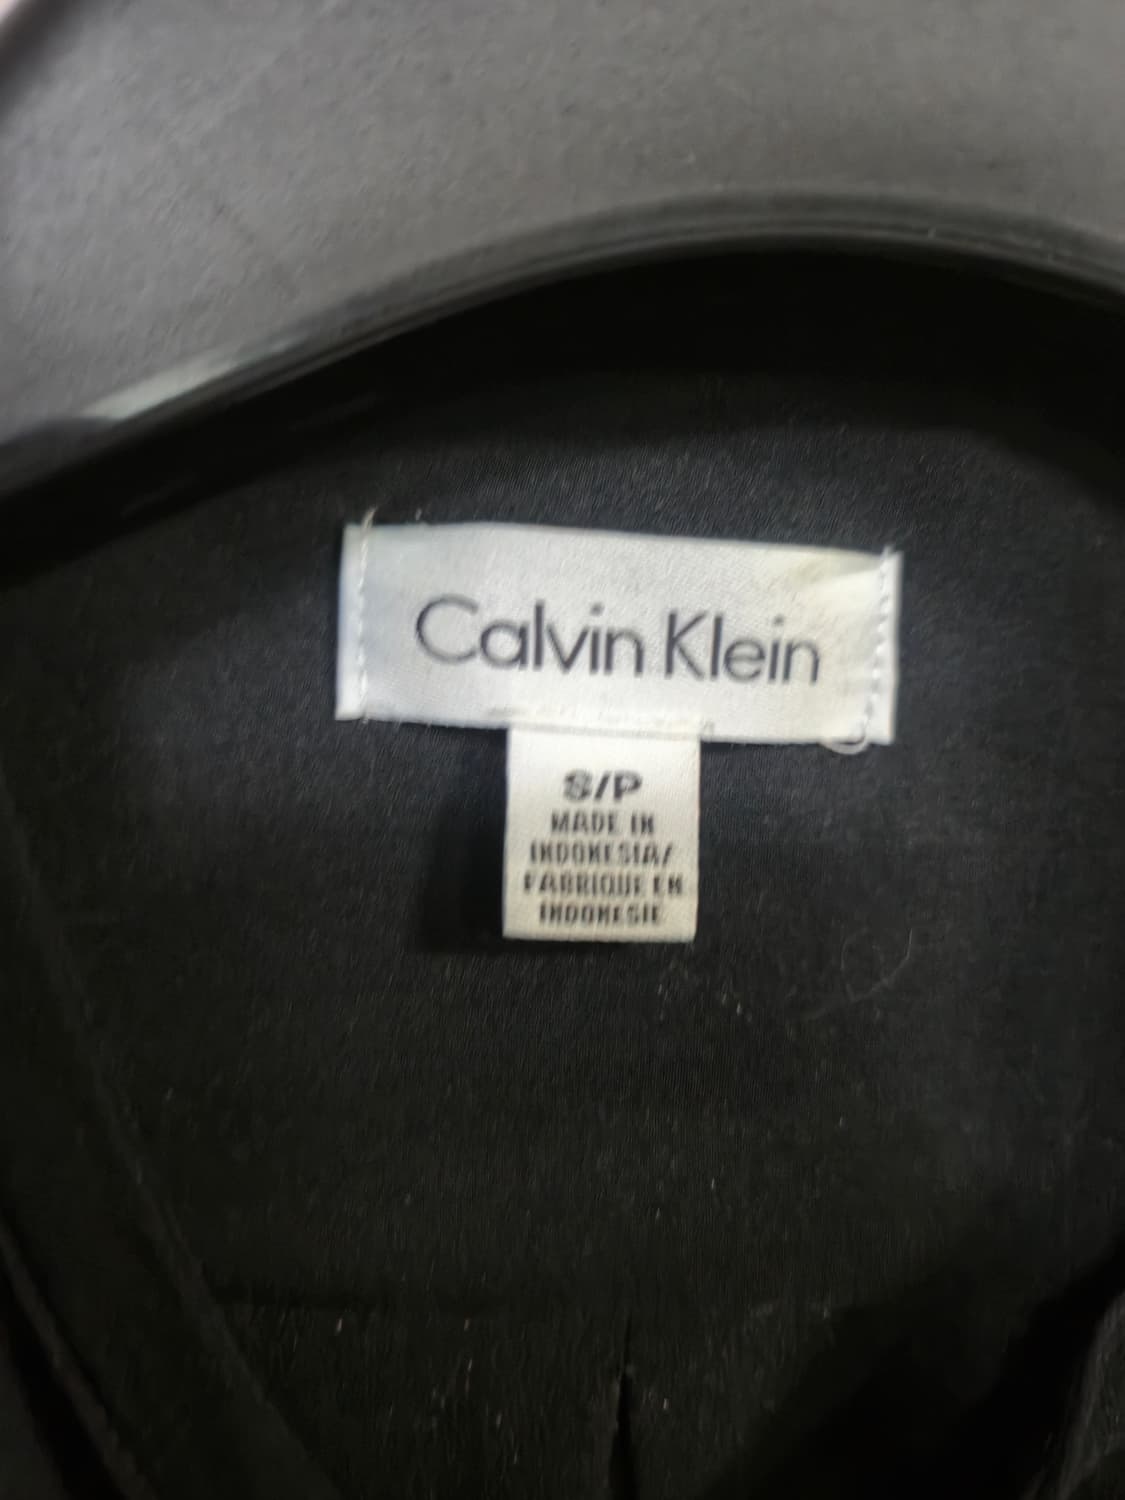 Calvin Klein
S/P
MADE IN
INDONESIA/
FABRIQUE EN
INDONESIE